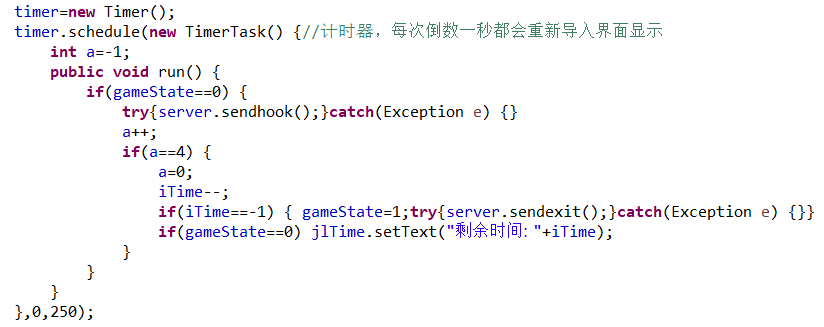 timer=new Timer();
timer.schedule(new TimerTask() {//计时器，每次倒数一秒都会重新导入界面显示
    int a=-1;
    public void run() {
        if(gameState==0) {
            try{server.sendhook();}catch(Exception e) {}
            a++;
            if(a==4) {
                a=0;
                iTime--;
                if(iTime==-1) { gameState=1;try{server.sendexit();}catch(Exception e) {}}
                if(gameState==0) jlTime.setText("剩余时间: "+iTime);
            }
        }
    }
},0,250);